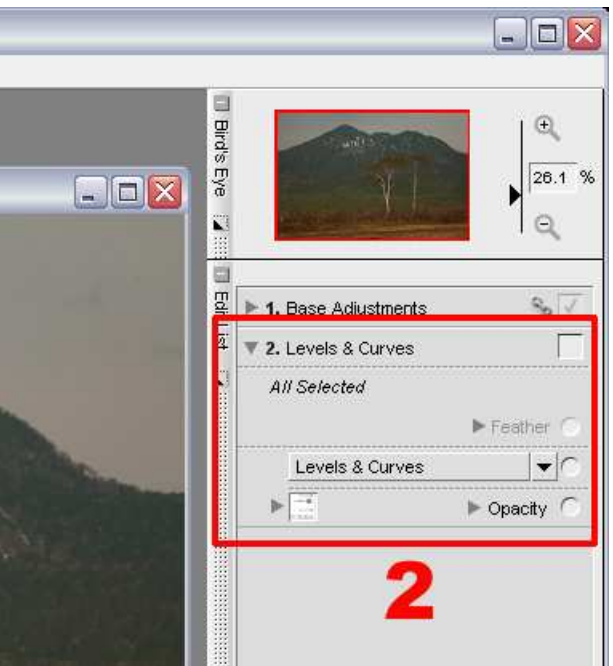 Bird's Eye
26.1 %
Edit List
1. Base Adjustments
2. Levels & Curves
All Selected
Feather
Levels & Curves
Opacity
2